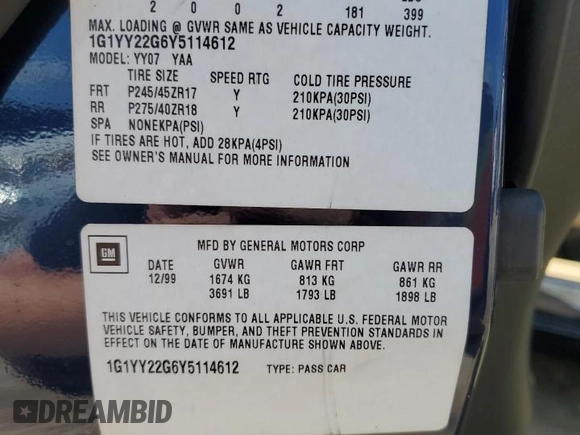 2 0 0 2 181 399
MAX. LOADING @ GVWR SAME AS VEHICLE CAPACITY WEIGHT.
1G1YY22G6Y5114612
MODEL: YY07 YAA
TIRE SIZE SPEED RTG COLD TIRE PRESSURE
FRT P245/45ZR17 Y 210KPA(30PSI)
RR P275/40ZR18 Y 210KPA(30PSI)
SPA NONEKPA(PSI)
IF TIRES ARE HOT, ADD 28KPA(4PSI)
SEE OWNER'S MANUAL FOR MORE INFORMATION
GM
MFD BY GENERAL MOTORS CORP
DATE GVWR GAWR FRT GAWR RR
12/99 1674 KG 813 KG 861 KG
3691 LB 1793 LB 1898 LB
THIS VEHICLE CONFORMS TO ALL APPLICABLE U.S. FEDERAL MOTOR
VEHICLE SAFETY, BUMPER, AND THEFT PREVENTION STANDARDS IN
EFFECT ON THE DATE OF MANUFACTURE SHOWN ABOVE.
1G1YY22G6Y5114612 TYPE: PASS CAR
DREAMBID